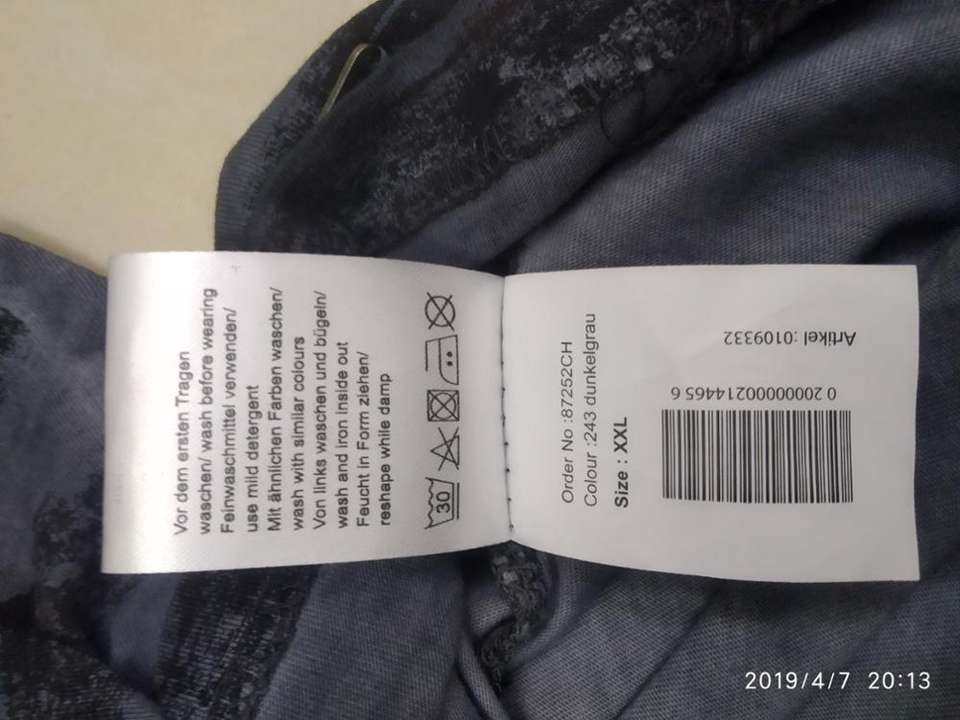 Vor dem ersten Tragen
waschen/ wash before wearing
Feinwaschmittel verwenden/
use mild detergent
Mit ähnlichen Farben waschen/
wash with similar colours
Von links waschen und bügeln/
wash and iron inside out
Feucht in Form ziehen/
reshape while damp
30
Order No :87252CH
Colour :243 dunkelgrau
Size : XXL
0 200000000214465 6
Artikel :0109332
2019/4/7 20:13